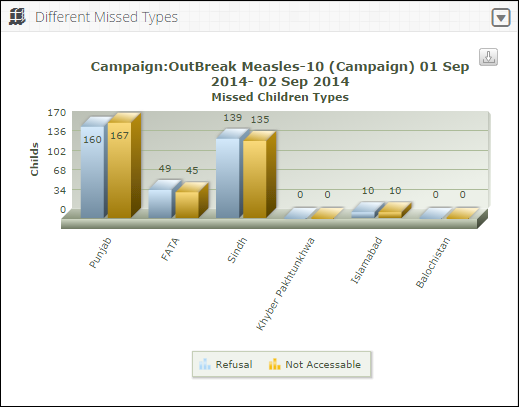 Different Missed Types
Campaign:OutBreak Measles-10 (Campaign) 01 Sep
2014- 02 Sep 2014
Missed Children Types
Childs
170
136
102
68
34
0
160
167
49
45
139
135
0
0
10
10
0
0
Punjab
FATA
Sindh
Khyber Pakhtunkhwa
Islamabad
Balochistan
Refusal
Not Accessable